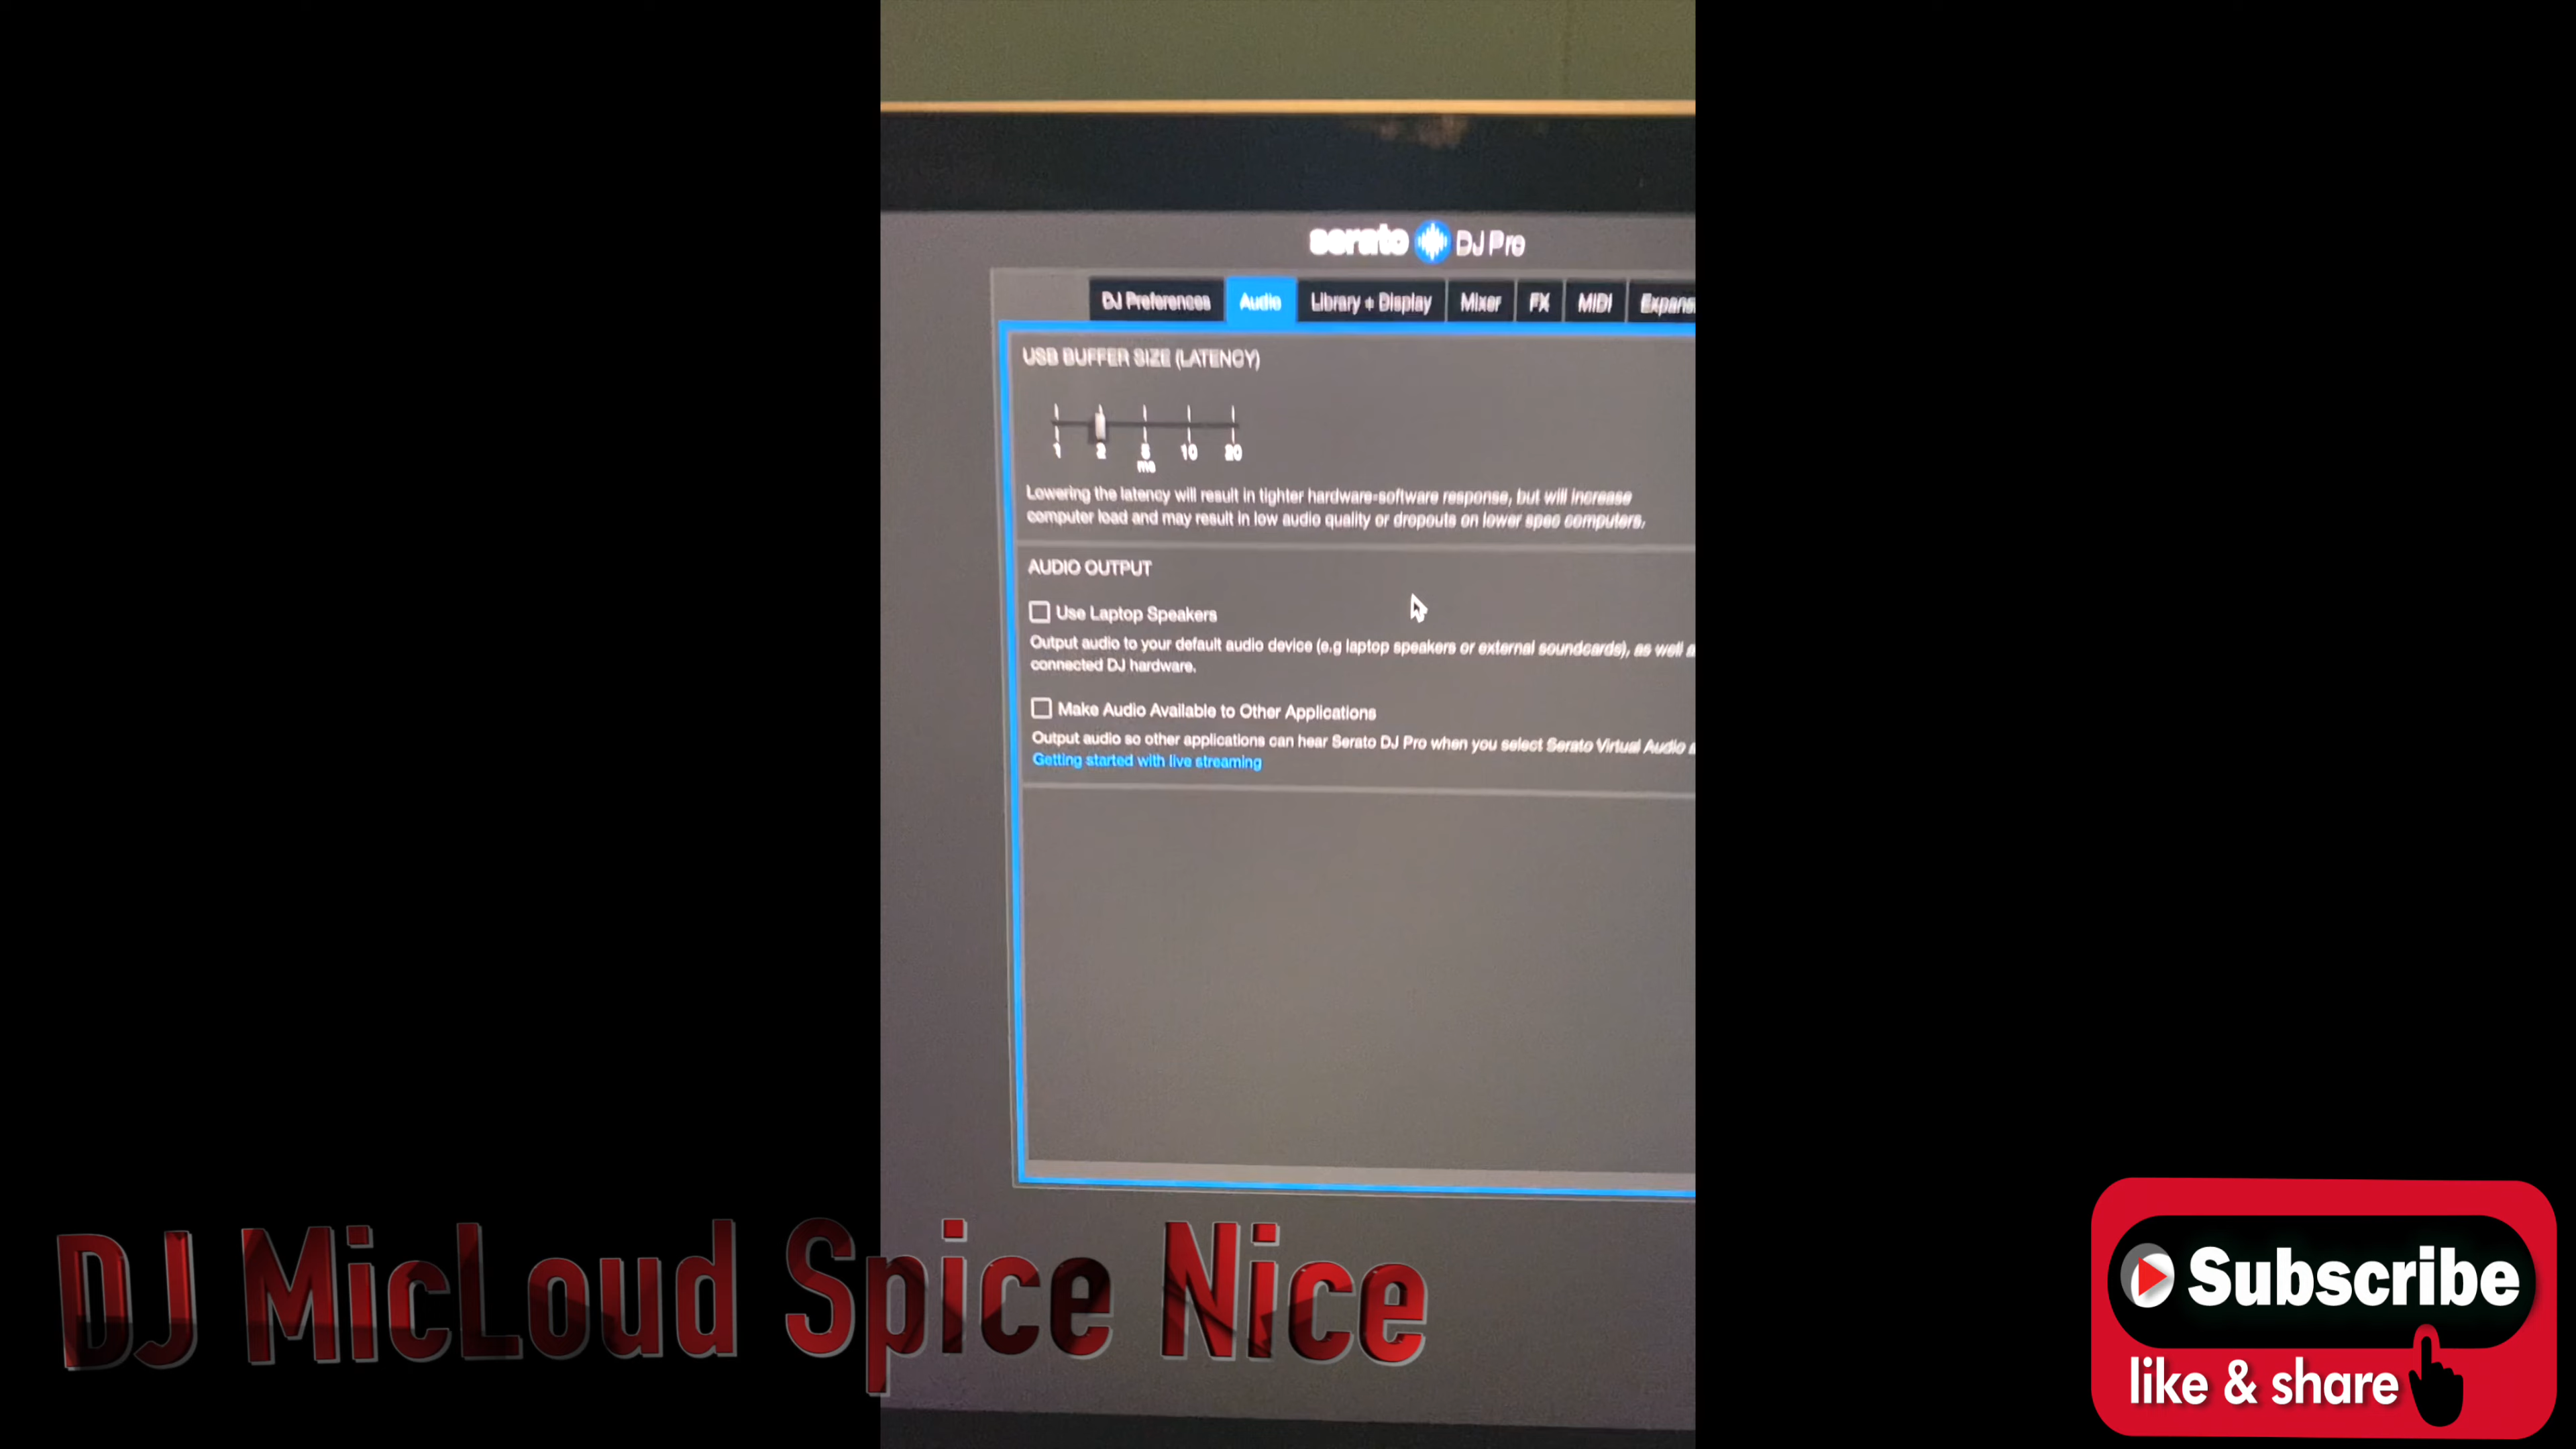 serato DJ Pro
DJ Preferences Audio Library + Display Mixer FX MIDI
USB BUFFER SIZE (LATENCY)
1 2 5 10 20
ms
Lowering the latency will result in tighter hardware-software response, but will increase
computer load and may result in low audio quality or dropouts on lower spec computers.
AUDIO OUTPUT
Use Laptop Speakers
Output audio to your default audio device (e.g laptop speakers or external soundcards), as well
connected DJ hardware.
Make Audio Available to Other Applications
Output audio so other applications can hear Serato DJ Pro when you select Serato Virtual Audio
Getting started with live streaming
DJ MicLoud Spice Nice
Subscribe
like & share